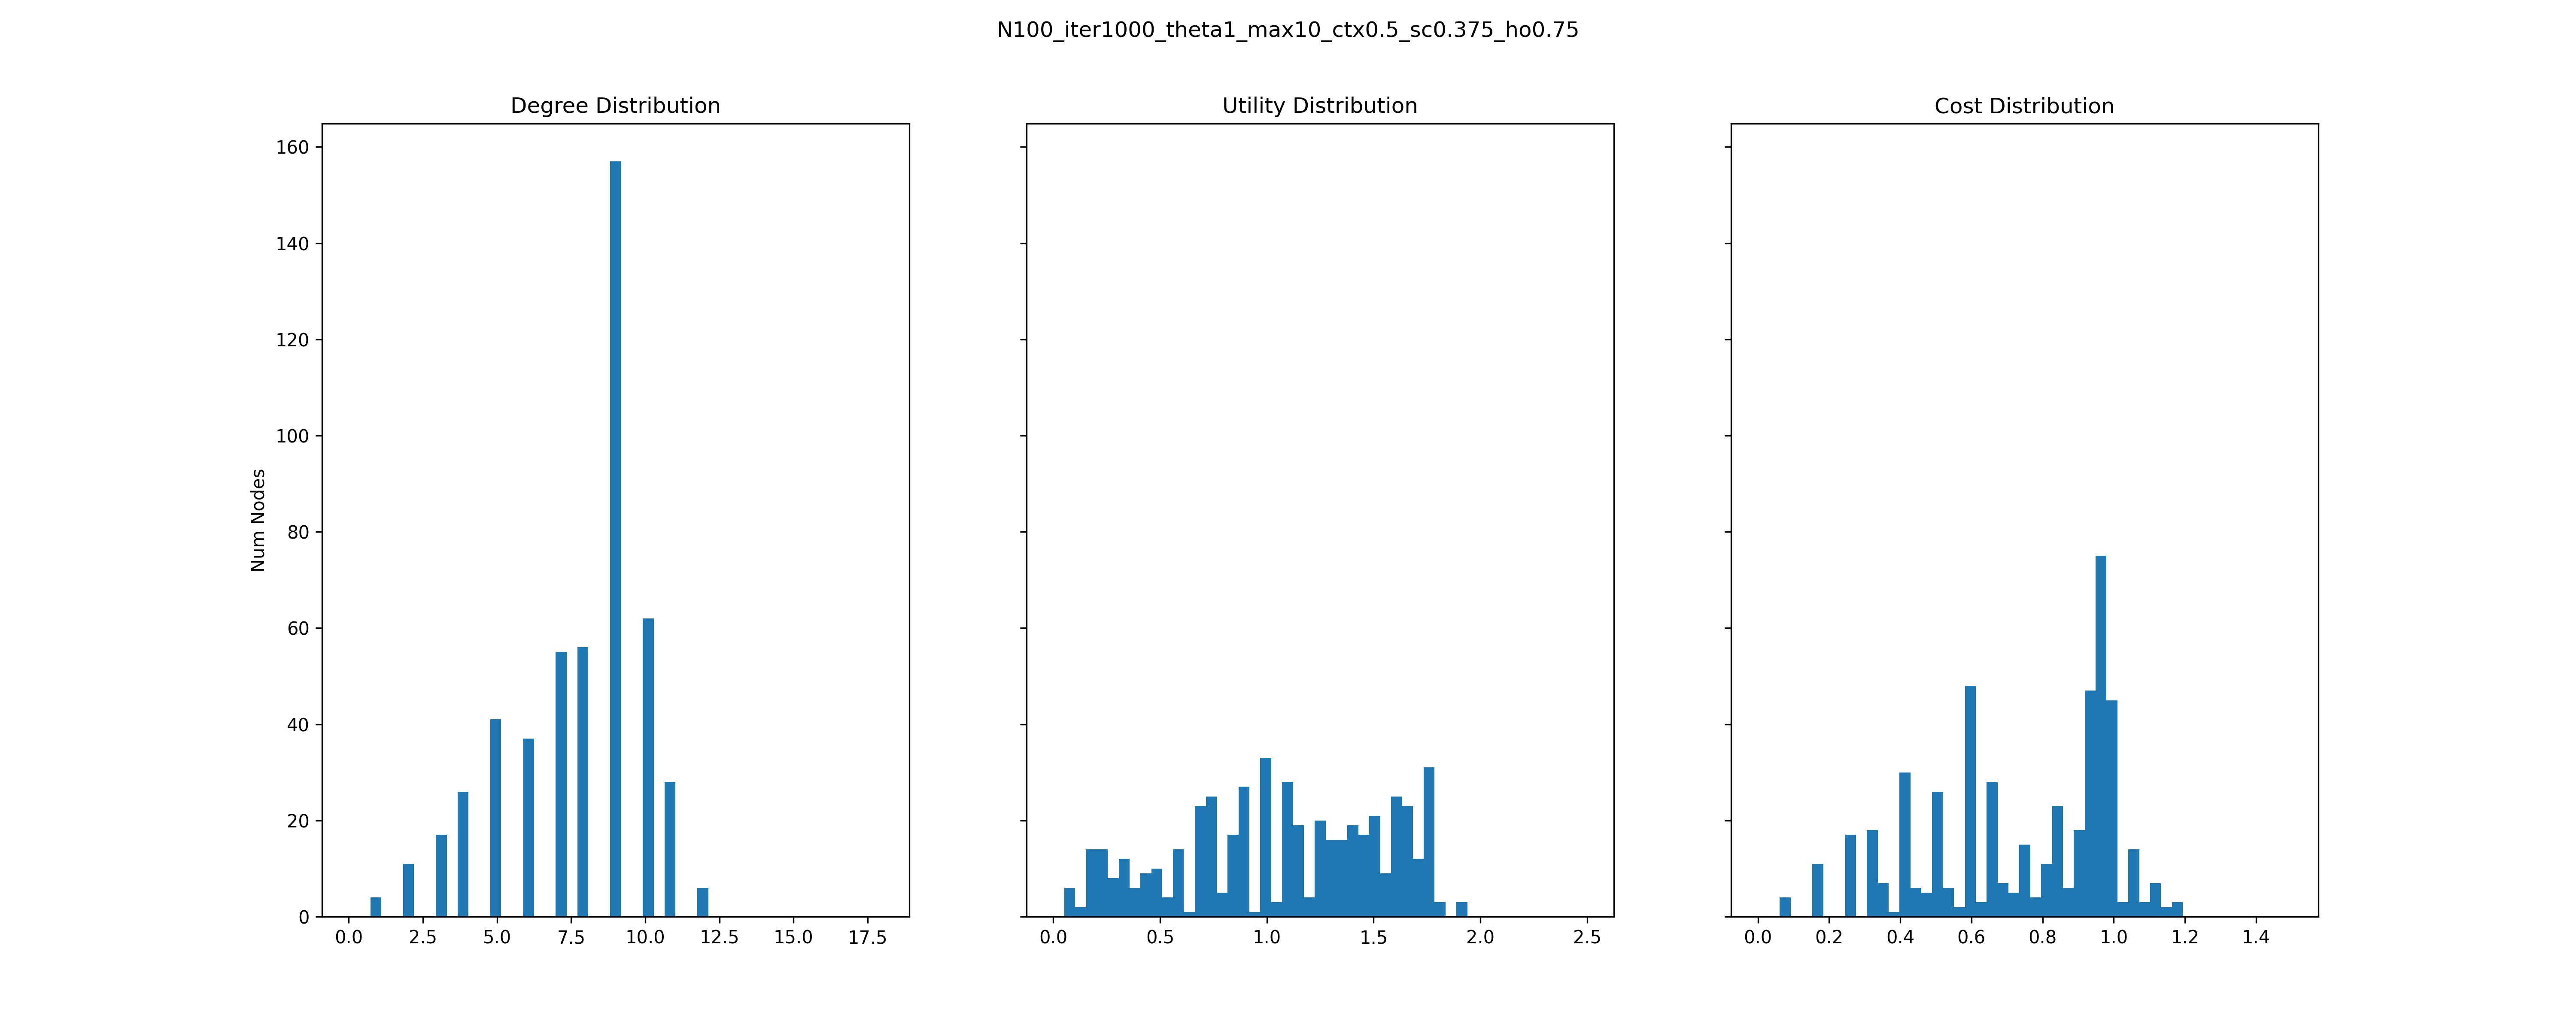 N100_iter1000_theta1_max10_ctx0.5_sc0.375_ho0.75
Degree Distribution
Utility Distribution
Cost Distribution
Num Nodes
160
140
120
100
80
60
40
20
0
0.0 2.5 5.0 7.5 10.0 12.5 15.0 17.5
0.0 0.5 1.0 1.5 2.0 2.5
0.0 0.2 0.4 0.6 0.8 1.0 1.2 1.4